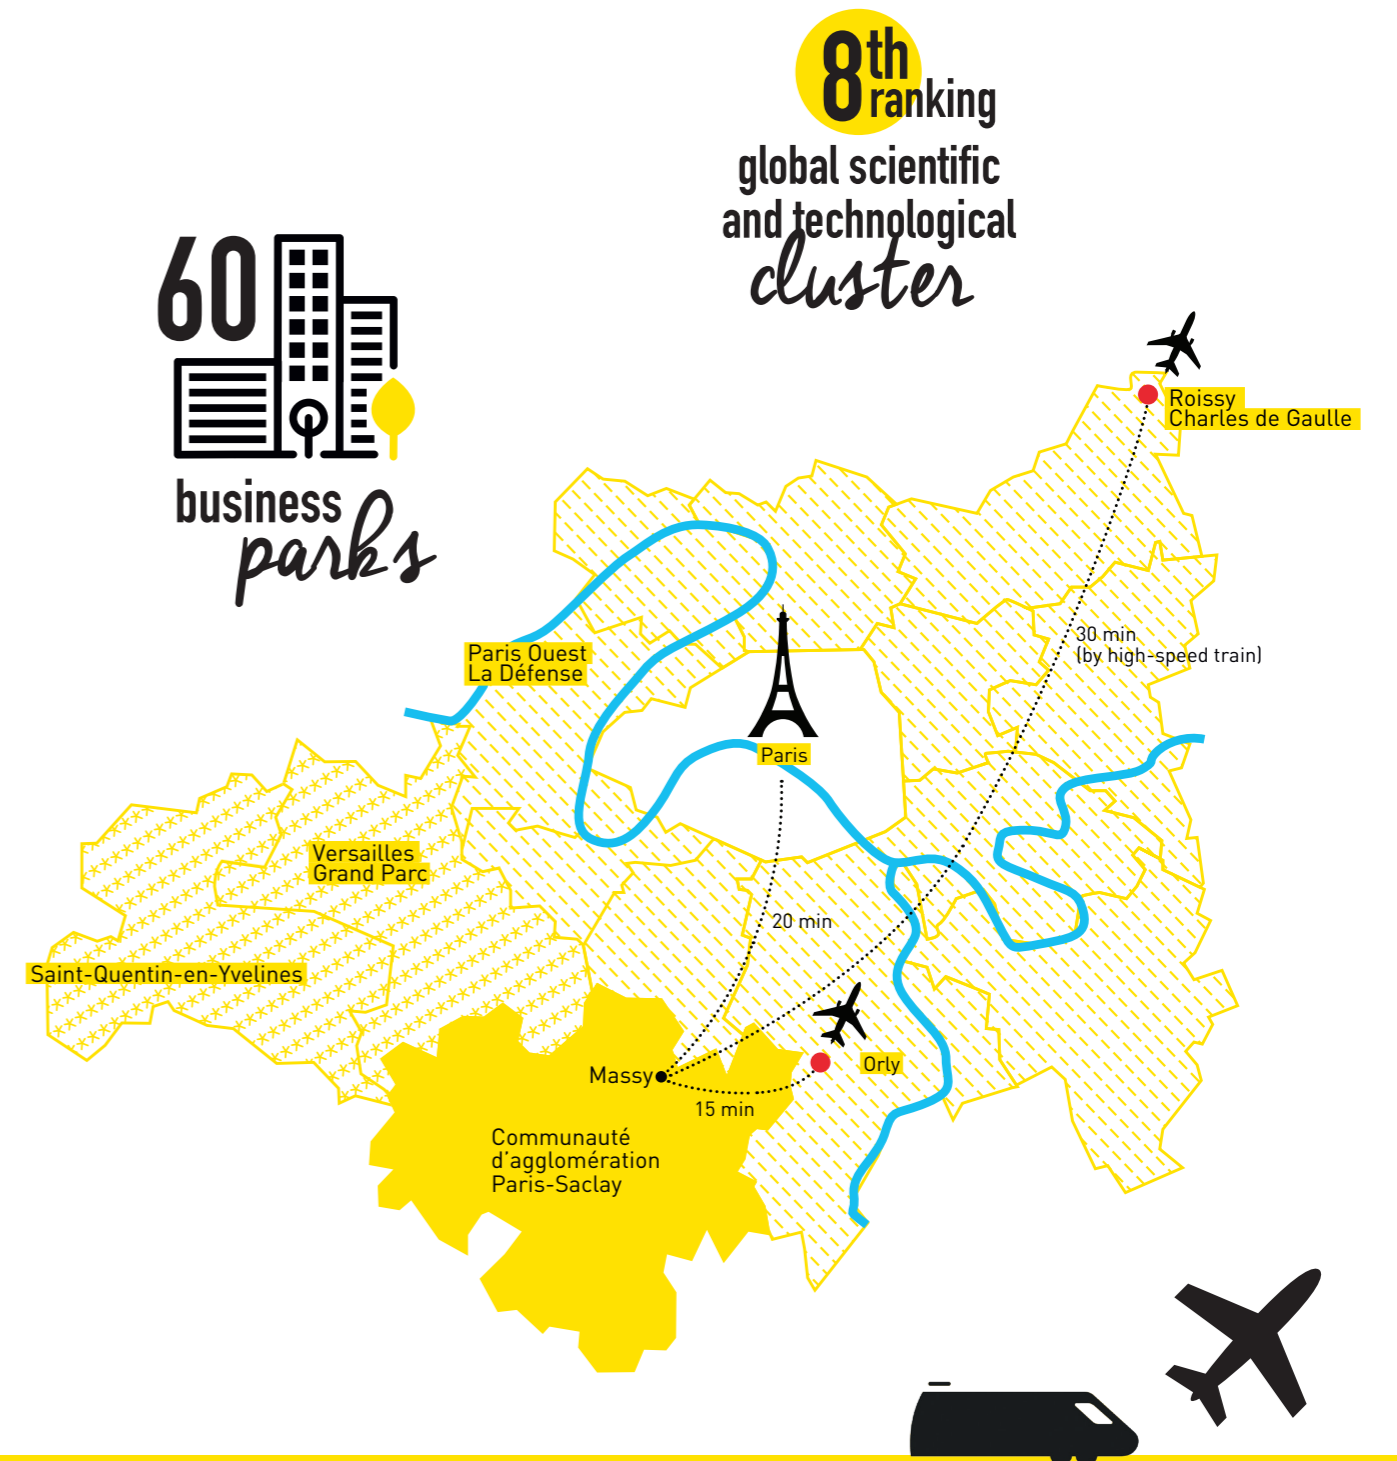 8th
ranking
global scientific
and technological
cluster
60
business
parks
Roissy
Charles de Gaulle
30 min
(by high-speed train)
Paris Ouest
La Défense
Paris
Versailles
Grand Parc
20 min
Saint-Quentin-en-Yvelines
Orly
Massy
15 min
Communauté
d'agglomération
Paris-Saclay